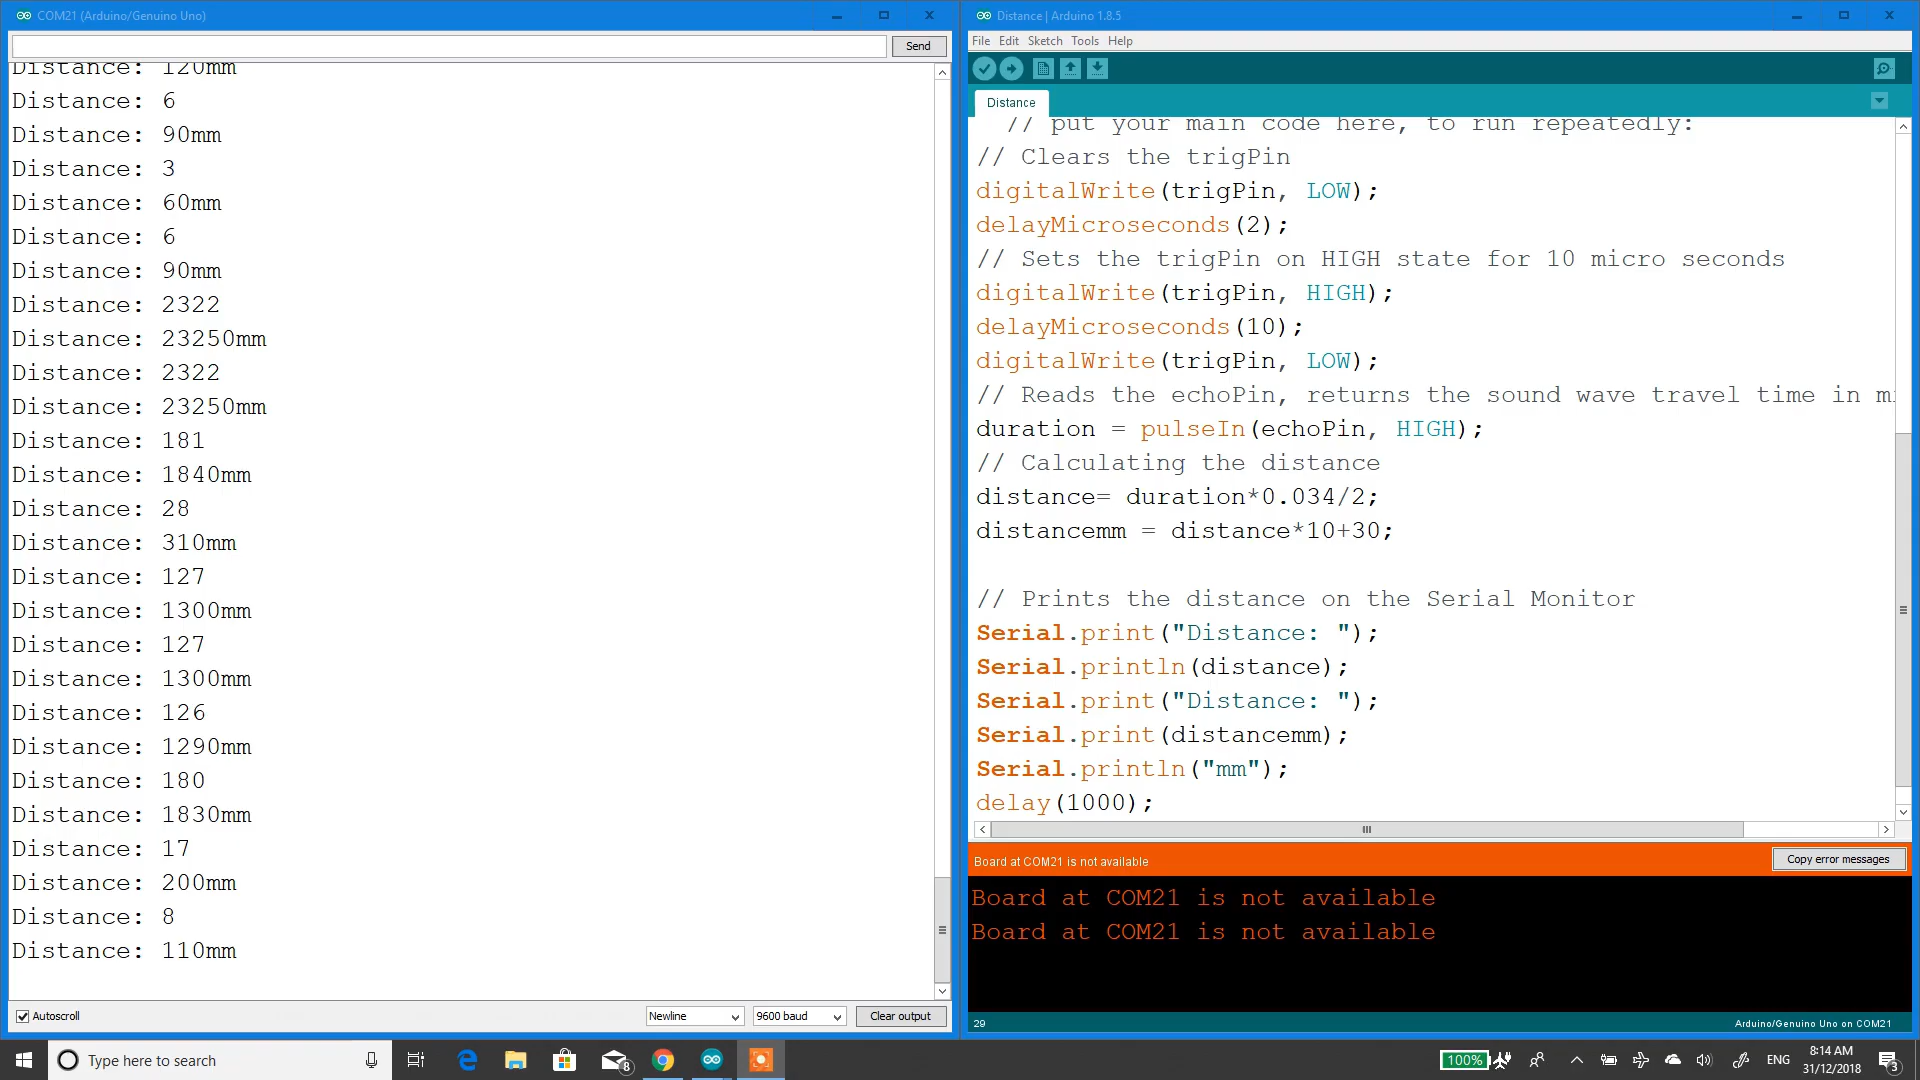 COM21 (Arduino/Genuino Uno)
Send
Distance: 120mm
Distance: 6
Distance: 90mm
Distance: 3
Distance: 60mm
Distance: 6
Distance: 90mm
Distance: 2322
Distance: 23250mm
Distance: 2322
Distance: 23250mm
Distance: 181
Distance: 1840mm
Distance: 28
Distance: 310mm
Distance: 127
Distance: 1300mm
Distance: 127
Distance: 1300mm
Distance: 126
Distance: 1290mm
Distance: 180
Distance: 1830mm
Distance: 17
Distance: 200mm
Distance: 8
Distance: 110mm
Autoscroll
Newline
9600 baud
Clear output
Distance | Arduino 1.8.5
File Edit Sketch Tools Help
Distance
// put your main code here, to run repeatedly:
// Clears the trigPin
digitalWrite(trigPin, LOW);
delayMicroseconds(2);
// Sets the trigPin on HIGH state for 10 micro seconds
digitalWrite(trigPin, HIGH);
delayMicroseconds(10);
digitalWrite(trigPin, LOW);
// Reads the echoPin, returns the sound wave travel time in m
duration = pulseIn(echoPin, HIGH);
// Calculating the distance
distance= duration*0.034/2;
distancemm = distance*10+30;
// Prints the distance on the Serial Monitor
Serial.print("Distance: ");
Serial.println(distance);
Serial.print("Distance: ");
Serial.print(distancemm);
Serial.println("mm");
delay(1000);
Board at COM21 is not available
Copy error messages
Board at COM21 is not available
Board at COM21 is not available
29
Arduino/Genuino Uno on COM21
Type here to search
8
100%
ENG
8:14 AM
31/12/2018
3